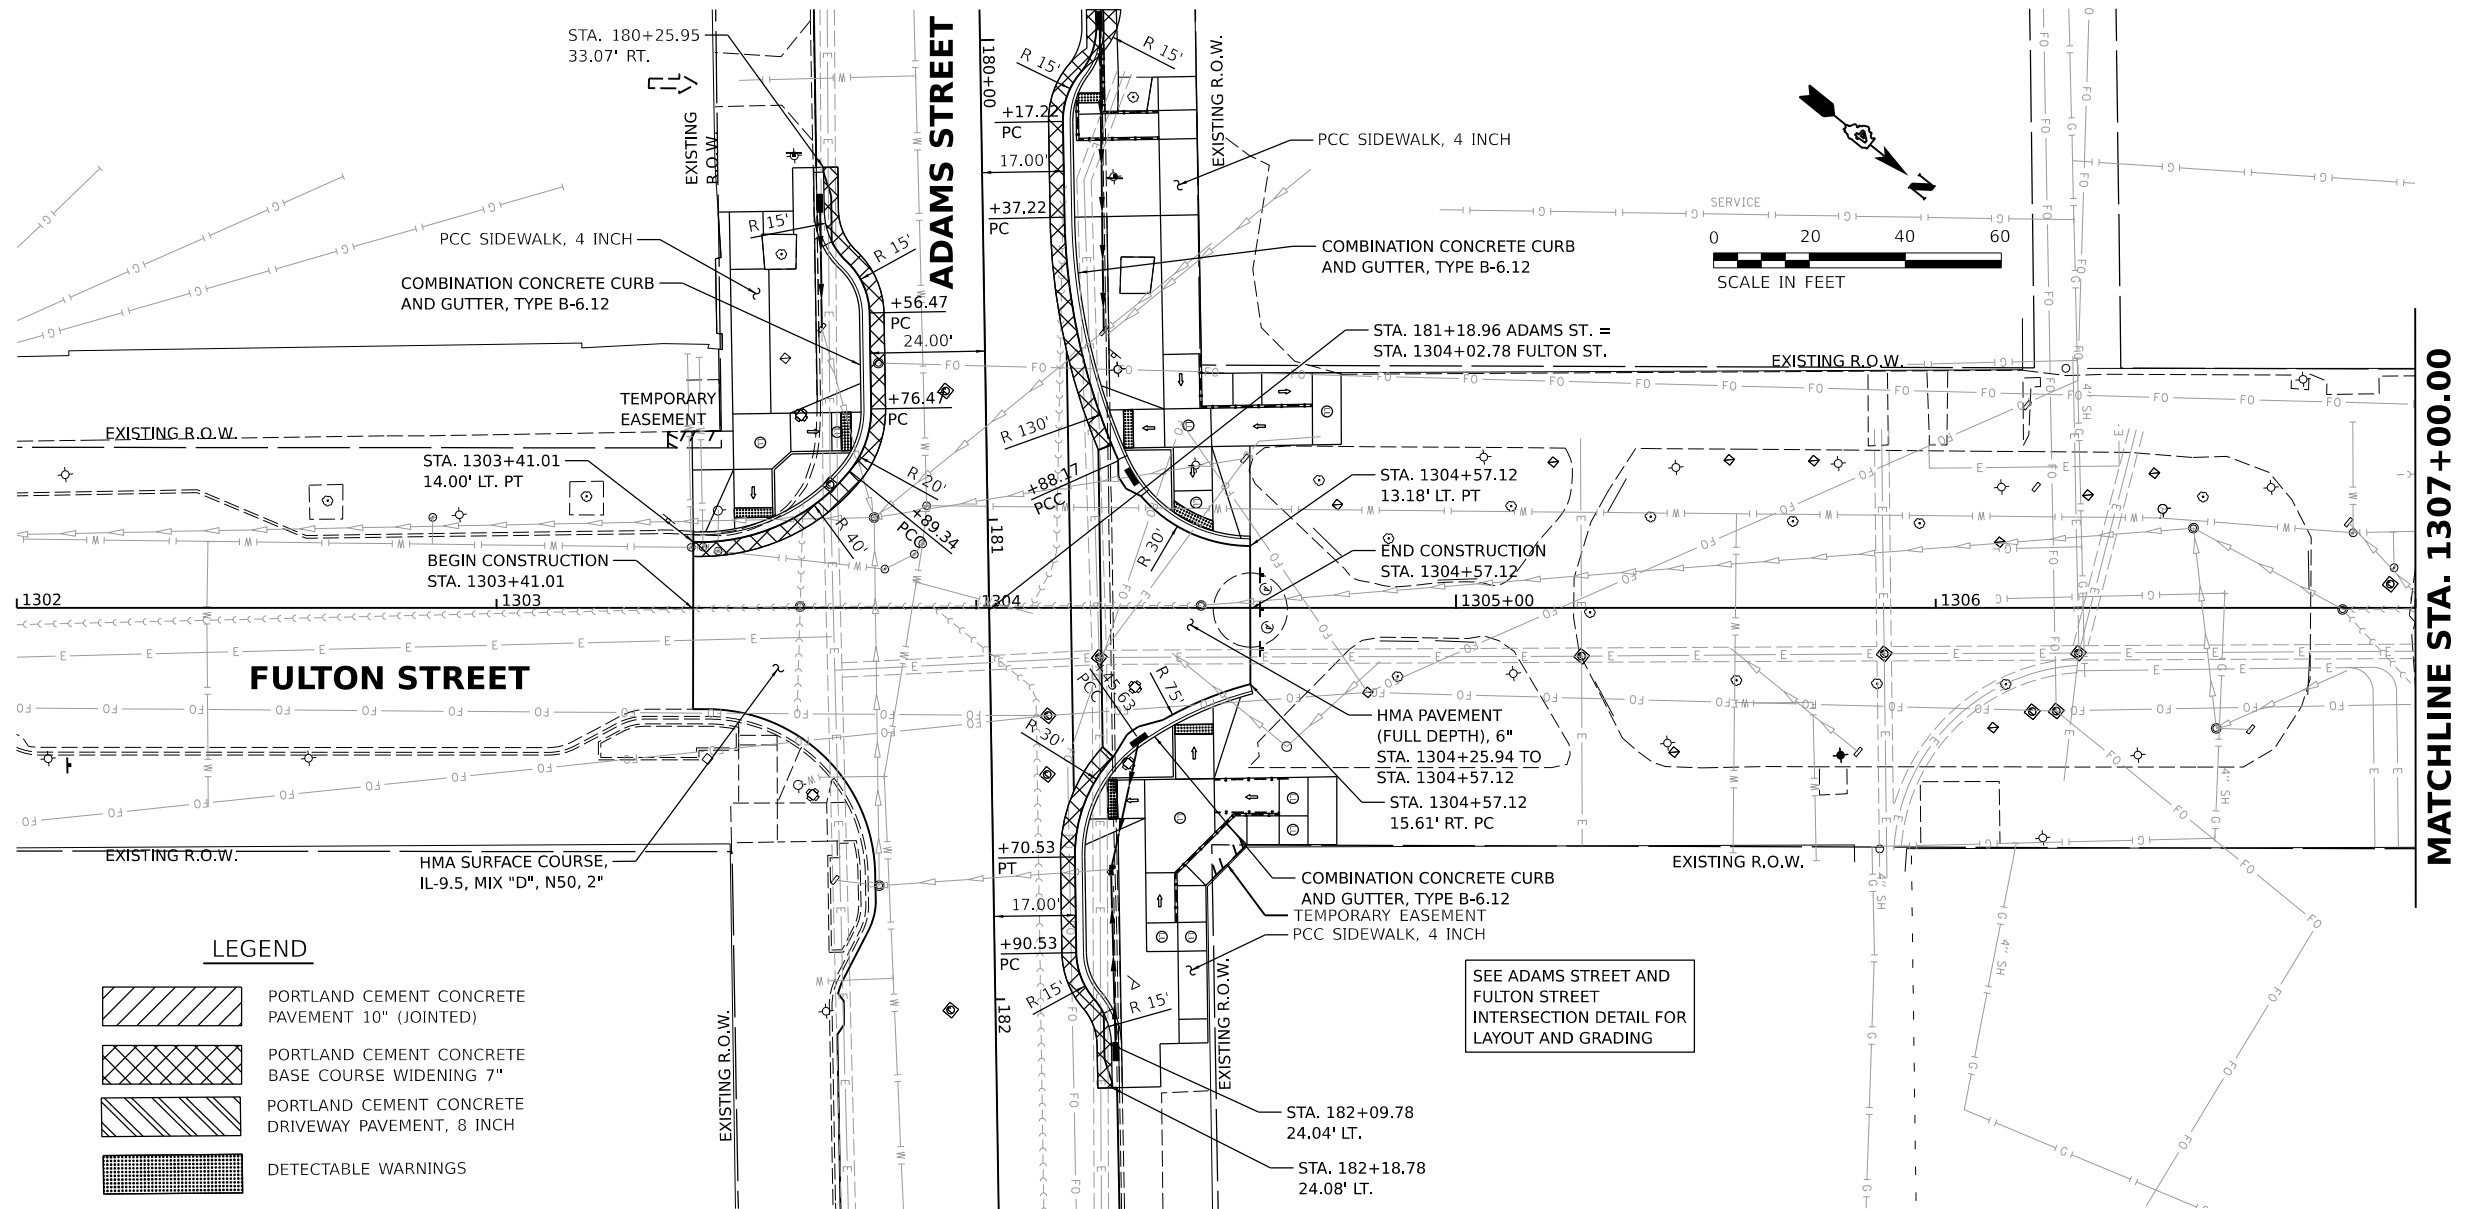 STA. 180+25.95
33.07' RT.
EXISTING
R.O.W.
ADAMS STREET
180+00
R 15'
R 15'
+17.22
PC
17.00'
+37.22
PC
EXISTING R.O.W.
PCC SIDEWALK, 4 INCH
COMBINATION CONCRETE CURB
AND GUTTER, TYPE B-6.12
N
SERVICE
0 20 40 60
SCALE IN FEET
PCC SIDEWALK, 4 INCH
COMBINATION CONCRETE CURB
AND GUTTER, TYPE B-6.12
R 15'
R 15'
+56.47
PC
24.00'
+76.47
PC
STA. 181+18.96 ADAMS ST. =
STA. 1304+02.78 FULTON ST.
EXISTING R.O.W.
TEMPORARY
EASEMENT
EXISTING R.O.W.
STA. 1303+41.01
14.00' LT. PT
R 20'
+89.34
PCC
R 40'
R 130'
+88.17
PCC
R 30'
181
STA. 1304+57.12
13.18' LT. PT
END CONSTRUCTION
STA. 1304+57.12
BEGIN CONSTRUCTION
STA. 1303+41.01
1302
1303
1304
1305+00
1306
MATCHLINE STA. 1307+00.00
FULTON STREET
+45.63
PCC
R 75'
R 30'
HMA PAVEMENT
(FULL DEPTH), 6"
STA. 1304+25.94 TO
STA. 1304+57.12
STA. 1304+57.12
15.61' RT. PC
EXISTING R.O.W.
HMA SURFACE COURSE,
IL-9.5, MIX "D", N50, 2"
+70.53
PT
17.00'
+90.53
PC
EXISTING R.O.W.
COMBINATION CONCRETE CURB
AND GUTTER, TYPE B-6.12
TEMPORARY EASEMENT
PCC SIDEWALK, 4 INCH
R 15'
R 15'
182
EXISTING R.O.W.
EXISTING R.O.W.
4" SH
4" SH
4" SH
4" SH
SEE ADAMS STREET AND
FULTON STREET
INTERSECTION DETAIL FOR
LAYOUT AND GRADING
STA. 182+09.78
24.04' LT.
STA. 182+18.78
24.08' LT.
LEGEND
PORTLAND CEMENT CONCRETE
PAVEMENT 10" (JOINTED)
PORTLAND CEMENT CONCRETE
BASE COURSE WIDENING 7"
PORTLAND CEMENT CONCRETE
DRIVEWAY PAVEMENT, 8 INCH
DETECTABLE WARNINGS